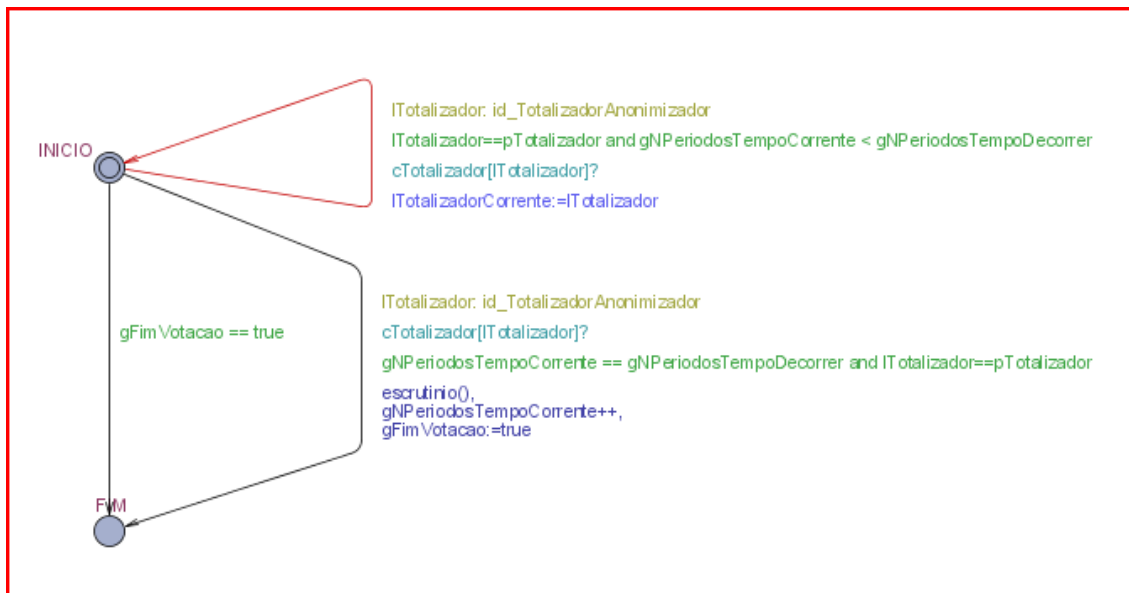 lTotalizador: id_TotalizadorAnonimizador
lTotalizador==pTotalizador and gNPeriodosTempoCorrente < gNPeriodosTempoDecorrer
INICIO
cTotalizador[lTotalizador]?
lTotalizadorCorrente:=lTotalizador
lTotalizador: id_TotalizadorAnonimizador
gFimVotacao == true
cTotalizador[lTotalizador]?
gNPeriodosTempoCorrente == gNPeriodosTempoDecorrer and lTotalizador==pTotalizador
escrutinio(),
gNPeriodosTempoCorrente++,
gFimVotacao:=true
FIM